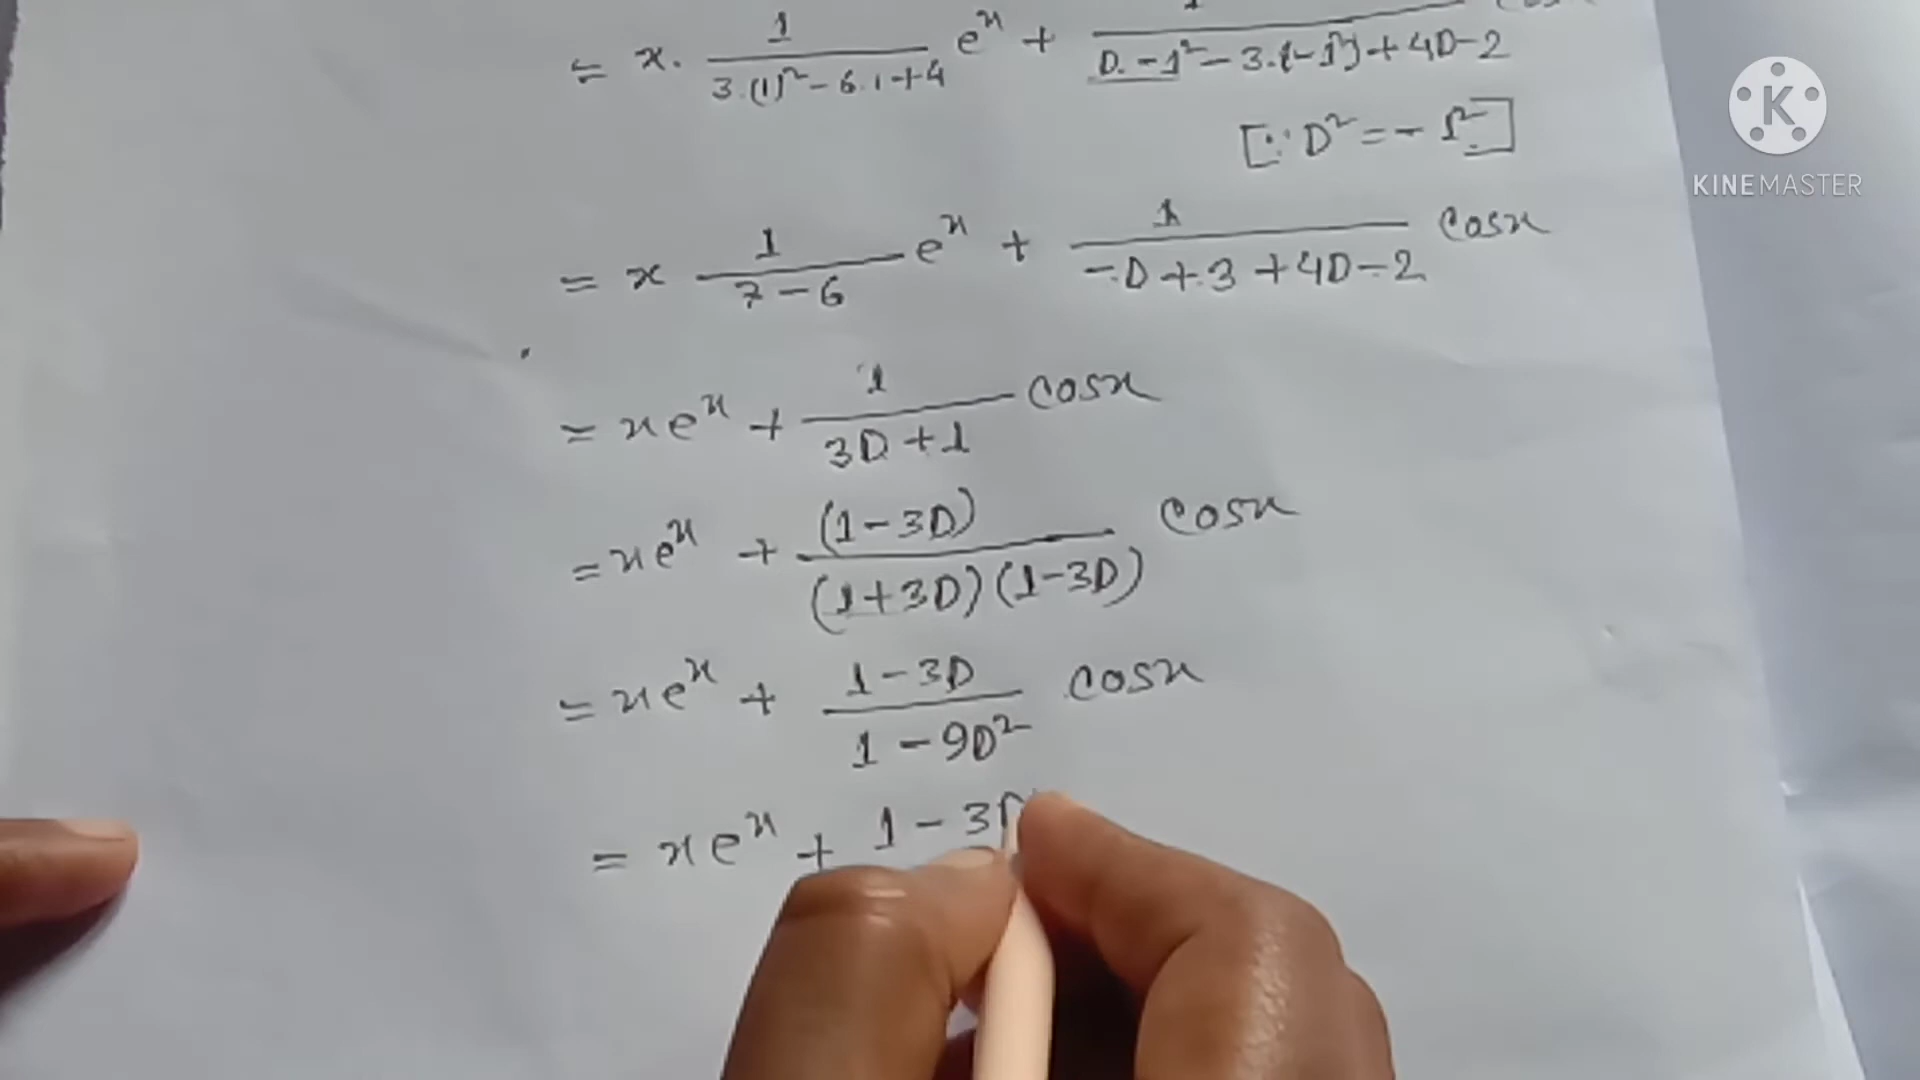 = x. 1/(3.(1)² - 6.1 + 4) eˣ + 1/(D.-1² - 3.(-1²) + 4D - 2)
[∵ D² = - 1²]
K
KINEMASTER
= x 1/(7 - 6) eˣ + 1/(-D + 3 + 4D - 2) cosx
= xeˣ + 1/(3D + 1) cosx
= xeˣ + (1 - 3D)/((1 + 3D)(1 - 3D)) cosx
= xeˣ + (1 - 3D)/(1 - 9D²) cosx
= xeˣ + 1 - 3D